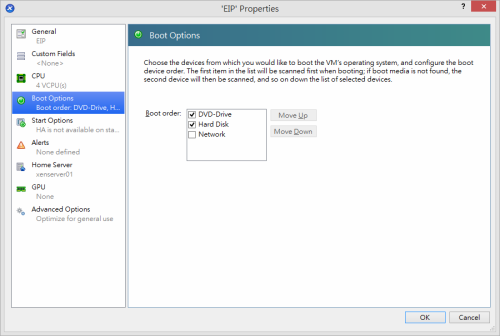 'EIP' Properties
?
General
EIP
Custom Fields
<None>
CPU
4 VCPU(s)
Boot Options
Boot order: DVD-Drive, H...
Start Options
HA is not available on sta...
Alerts
None defined
Home Server
xenserver01
GPU
None
Advanced Options
Optimize for general use
Boot Options
Choose the devices from which you would like to boot the VM's operating system, and configure the boot
device order. The first item in the list will be scanned first when booting; if boot media is not found, the
second device will then be scanned, and so on down the list of selected devices.
Boot order:
DVD-Drive
Hard Disk
Network
Move Up
Move Down
OK
Cancel